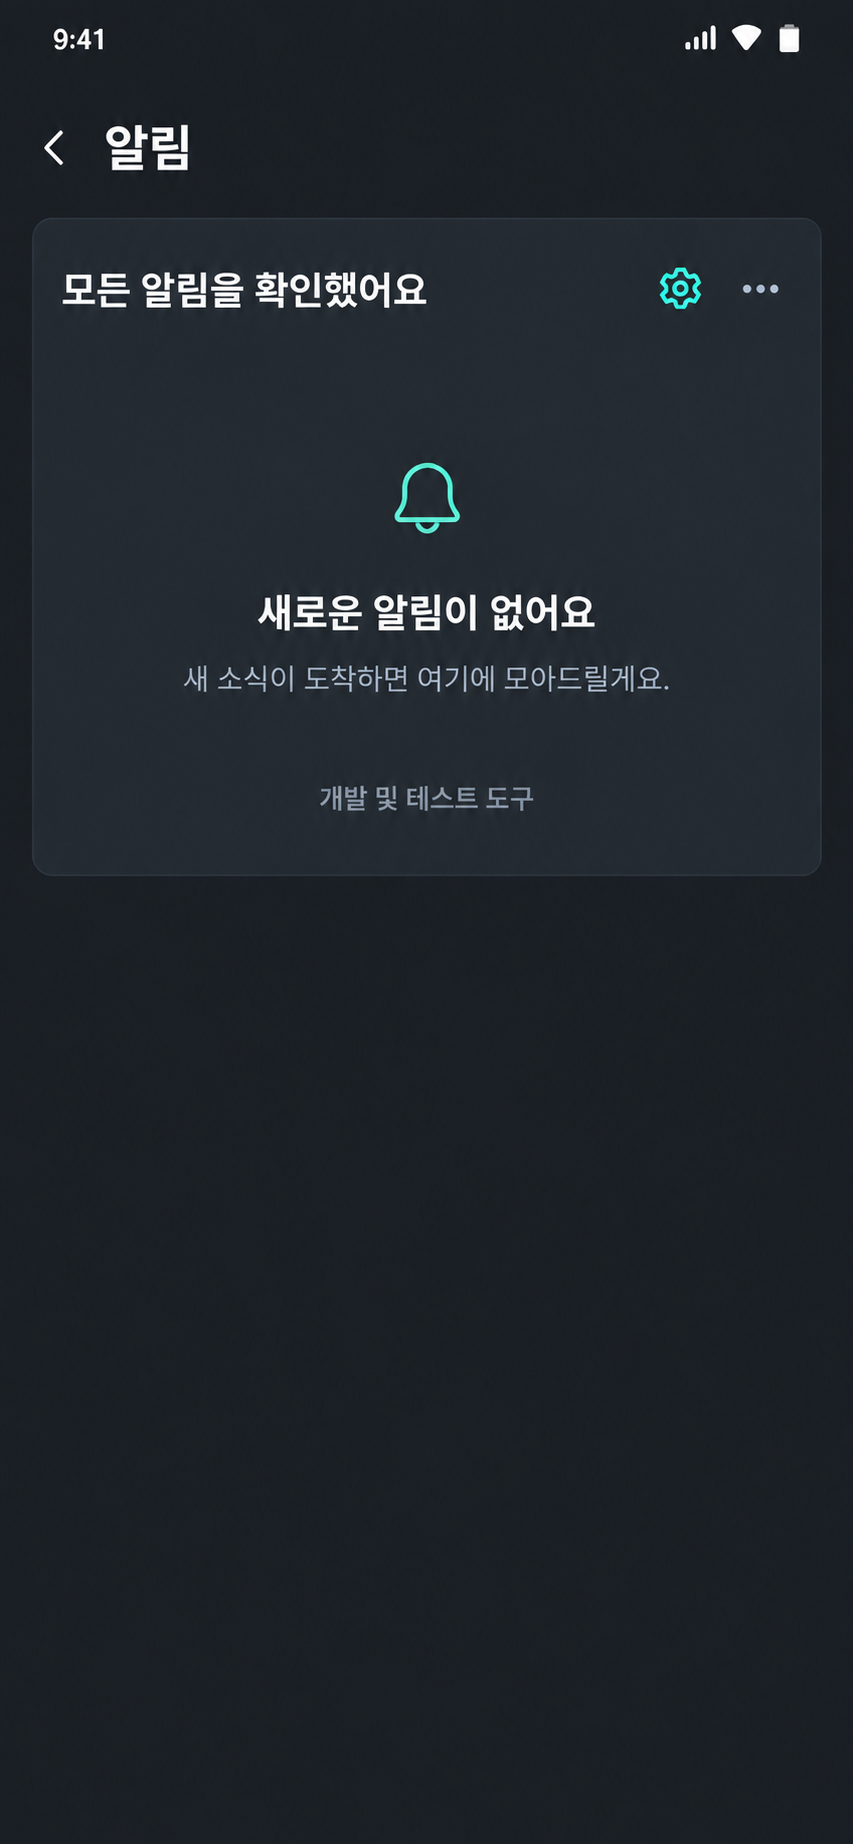 9:41
알림
모든 알림을 확인했어요
새로운 알림이 없어요
새 소식이 도착하면 여기에 모아드릴게요.
개발 및 테스트 도구